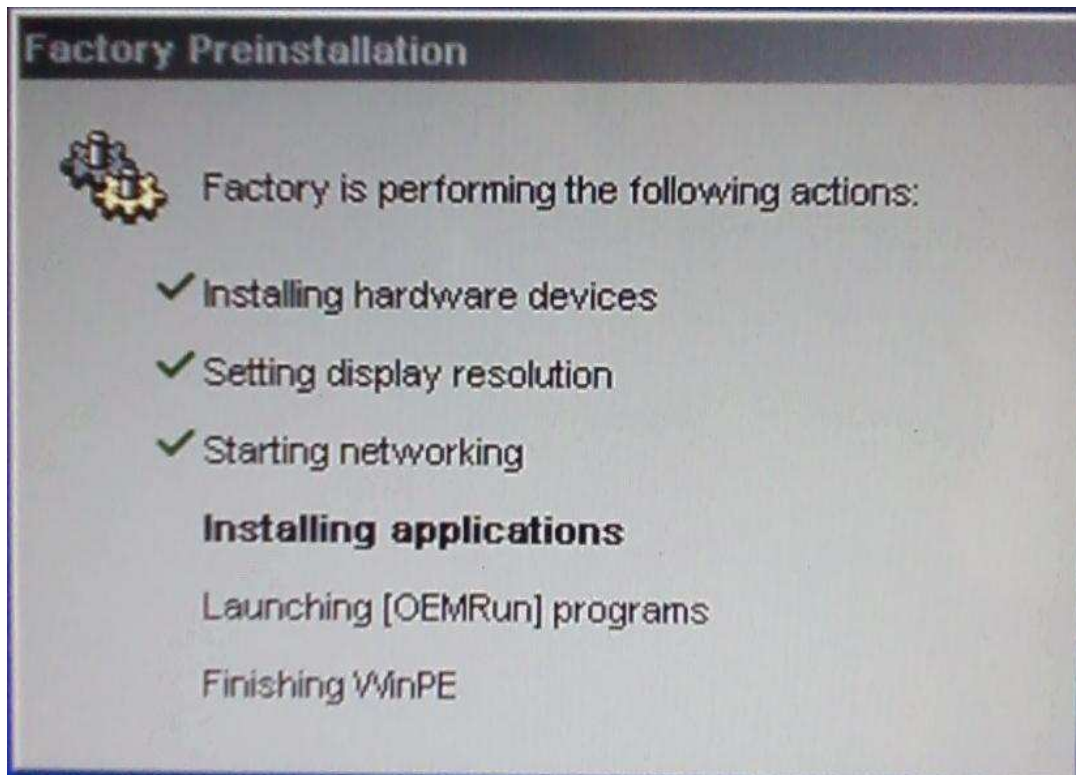 Factory Preinstallation
Factory is performing the following actions:
Installing hardware devices
Setting display resolution
Starting networking
Installing applications
Launching [OEMRun] programs
Finishing WinPE